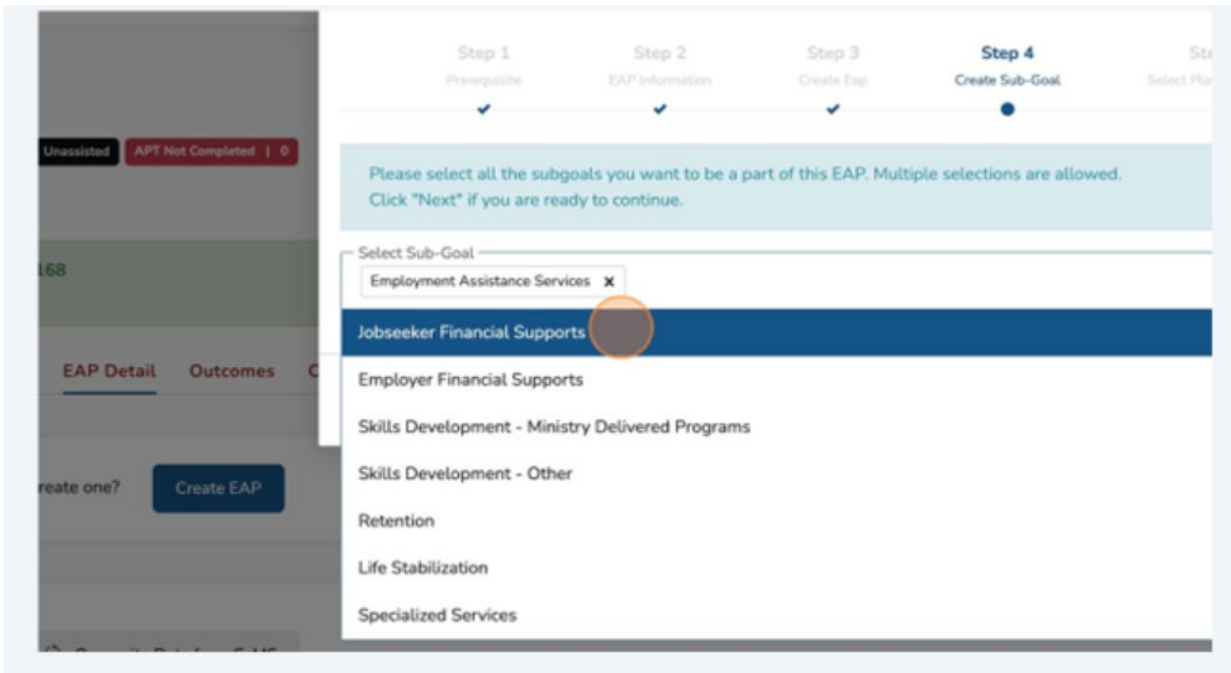 Step 1 Step 2 Step 3 Step 4
Prerequisite EAP Information Create Eap Create Sub-Goal Select
Unassisted APT Not Completed | 0
Please select all the subgoals you want to be a part of this EAP. Multiple selections are allowed.
Click "Next" if you are ready to continue.
168
Select Sub-Goal
Employment Assistance Services x
Jobseeker Financial Supports
EAP Detail Outcomes
Employer Financial Supports
Skills Development - Ministry Delivered Programs
Skills Development - Other
reate one? Create EAP
Retention
Life Stabilization
Specialized Services